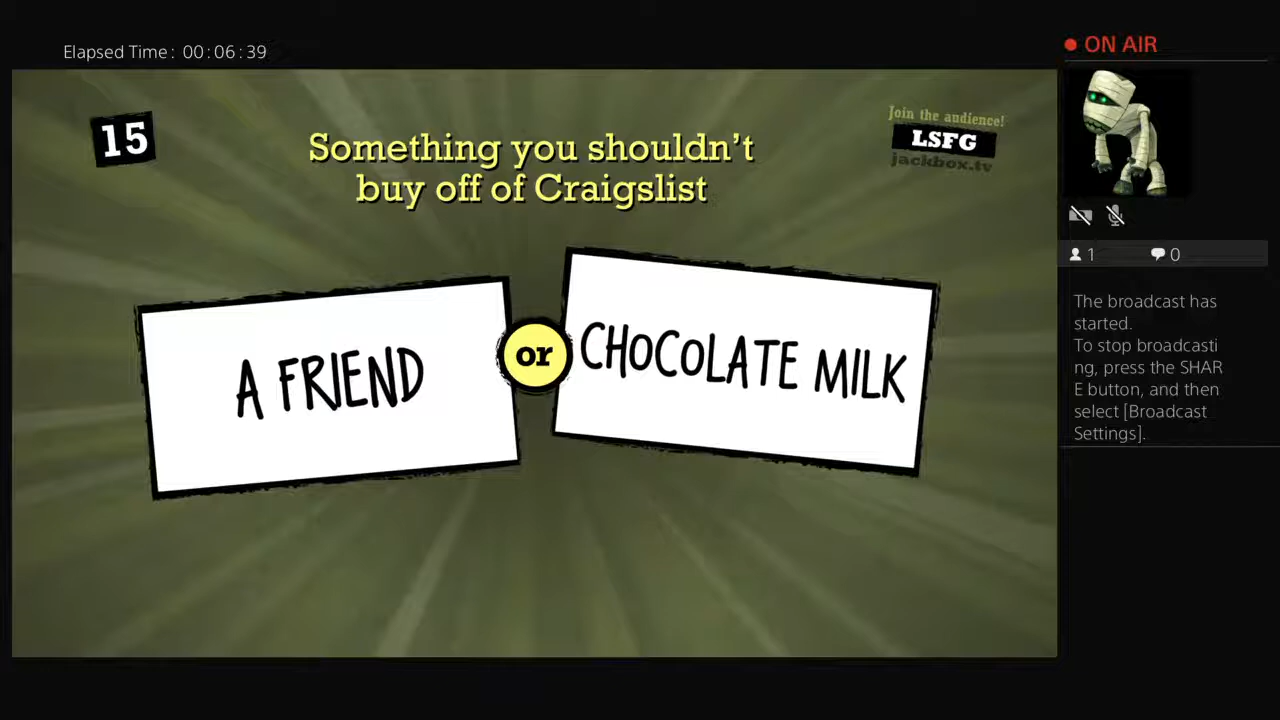 Elapsed Time: 00:06:39
ON AIR
15
Something you shouldn't
buy off of Craigslist
Join the audience!
LSFG
jackbox.tv
A FRIEND
or
CHOCOLATE MILK
1
0
The broadcast has
started.
To stop broadcasti
ng, press the SHAR
E button, and then
select [Broadcast
Settings].